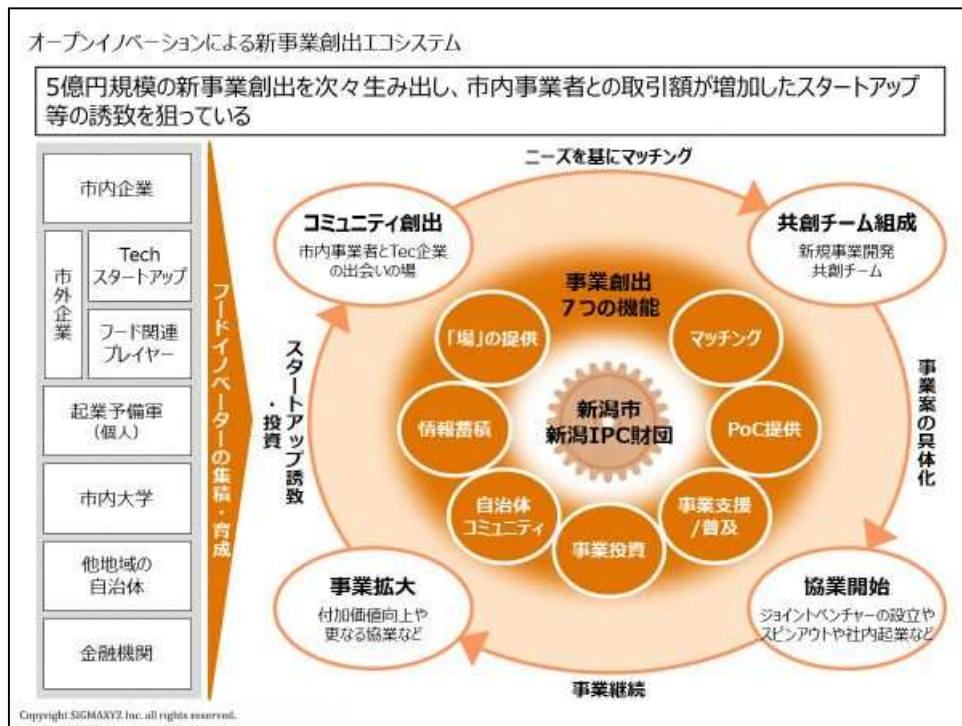 オープンイノベーションによる新事業創出エコシステム
5億円規模の新事業創出を次々生み出し、市内事業者との取引額が増加したスタートアップ
等の誘致を狙っている
市内企業
市外企業
Tech
スタートアップ
フード関連
プレイヤー
起業予備軍
(個人)
市内大学
他地域の
自治体
金融機関
フードイノベーターの集積・育成
ニーズを基にマッチング
コミュニティ創出
市内事業者とTec企業
の出会いの場
共創チーム組成
新規事業開発
共創チーム
事業創出
7つの機能
「場」の提供
マッチング
スタートアップ誘致
・投資
情報蓄積
新潟市
新潟IPC財団
PoC提供
事業案の具体化
自治体
コミュニティ
事業投資
事業支援
/普及
事業拡大
付加価値向上や
更なる協業など
協業開始
ジョイントベンチャーの設立や
スピンアウトや社内起業など
事業継続
Copyright SIGMAXYZ Inc. all rights reserved.